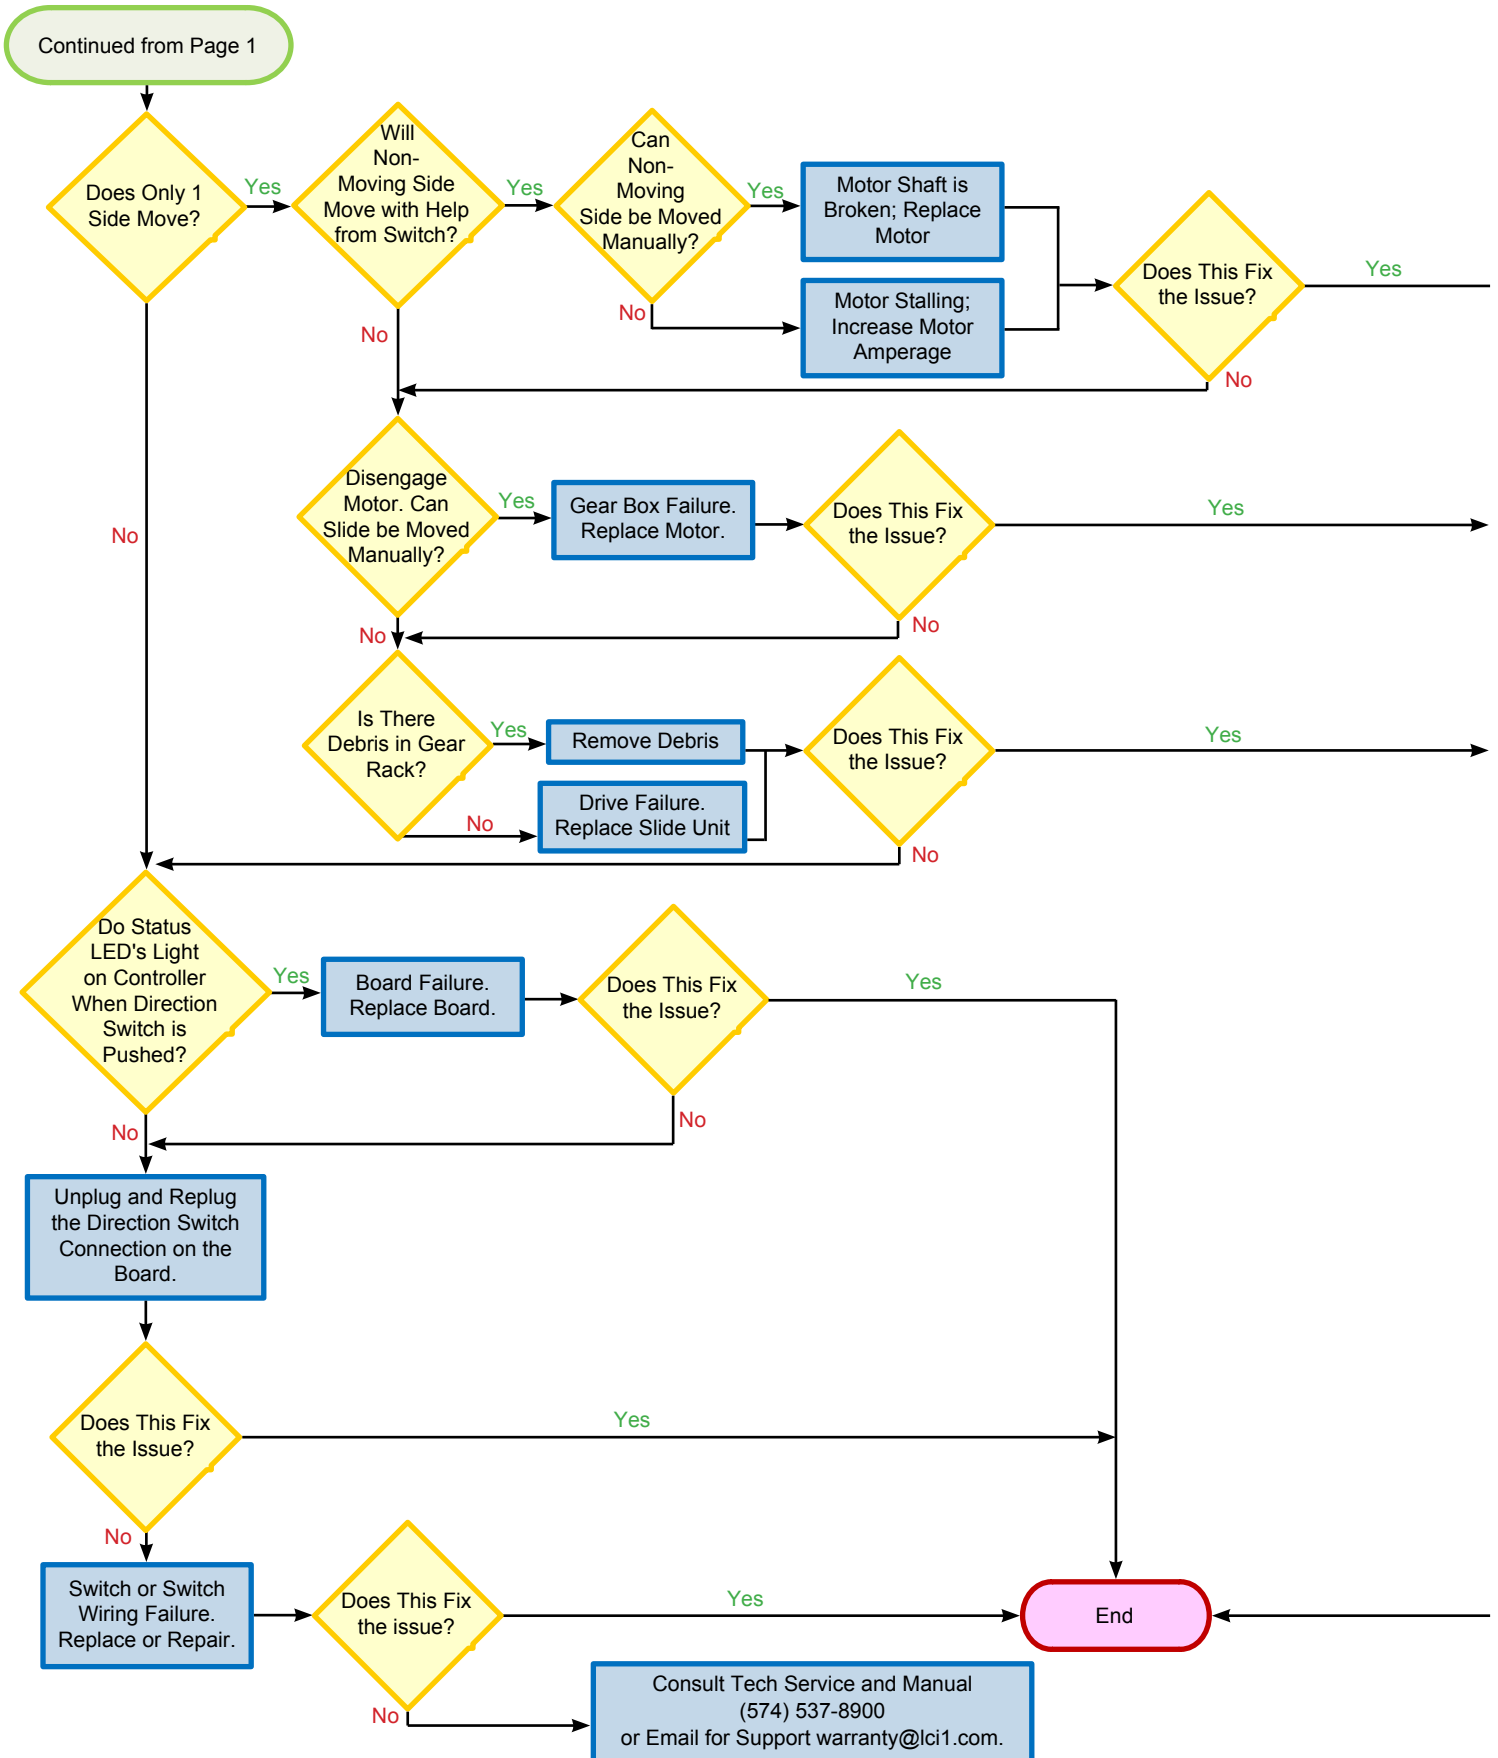 Continued from Page 1
Does Only 1
Side Move?
Yes
No
Will
Non-
Moving Side
Move with Help
from Switch?
Yes
No
Can
Non-
Moving
Side be Moved
Manually?
Yes
No
Motor Shaft is
Broken; Replace
Motor
Motor Stalling;
Increase Motor
Amperage
Does This Fix
the Issue?
Yes
No
Disengage
Motor. Can
Slide be Moved
Manually?
Yes
No
Gear Box Failure.
Replace Motor.
Does This Fix
the Issue?
Yes
No
Is There
Debris in Gear
Rack?
Yes
No
Remove Debris
Drive Failure.
Replace Slide Unit
Does This Fix
the Issue?
Yes
No
Do Status
LED's Light
on Controller
When Direction
Switch is
Pushed?
Yes
No
Board Failure.
Replace Board.
Does This Fix
the Issue?
Yes
No
Unplug and Replug
the Direction Switch
Connection on the
Board.
Does This Fix
the Issue?
Yes
No
Switch or Switch
Wiring Failure.
Replace or Repair.
Does This Fix
the issue?
Yes
No
End
Consult Tech Service and Manual
(574) 537-8900
or Email for Support warranty@lci1.com.